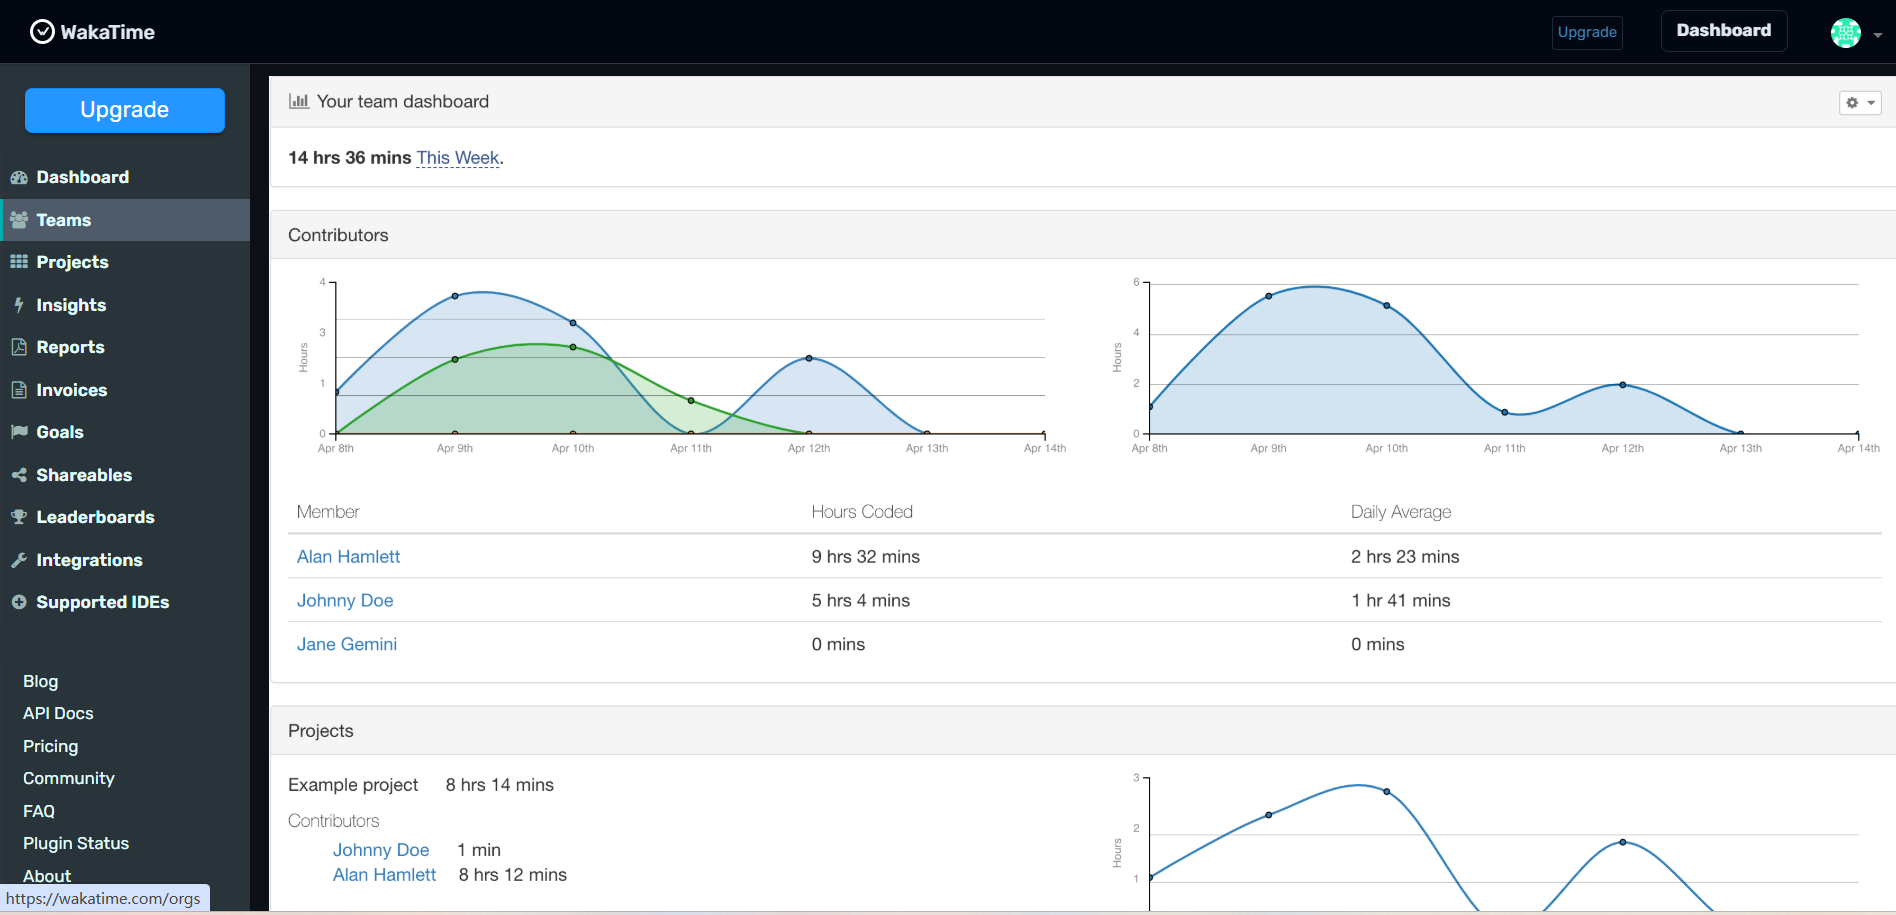 WakaTime
Upgrade
Dashboard
Upgrade
Dashboard
Teams
Projects
Insights
Reports
Invoices
Goals
Shareables
Leaderboards
Integrations
Supported IDEs
Blog
API Docs
Pricing
Community
FAQ
Plugin Status
About
https://wakatime.com/orgs
Your team dashboard
14 hrs 36 mins This Week.
Contributors
4
3
1
0
Hours
Apr 8th Apr 9th Apr 10th Apr 11th Apr 12th Apr 13th Apr 14th
6
4
2
0
Hours
Apr 8th Apr 9th Apr 10th Apr 11th Apr 12th Apr 13th Apr 14th
Member Hours Coded Daily Average
Alan Hamlett 9 hrs 32 mins 2 hrs 23 mins
Johnny Doe 5 hrs 4 mins 1 hr 41 mins
Jane Gemini 0 mins 0 mins
Projects
Example project 8 hrs 14 mins
Contributors
Johnny Doe 1 min
Alan Hamlett 8 hrs 12 mins
3
2
1
Hours